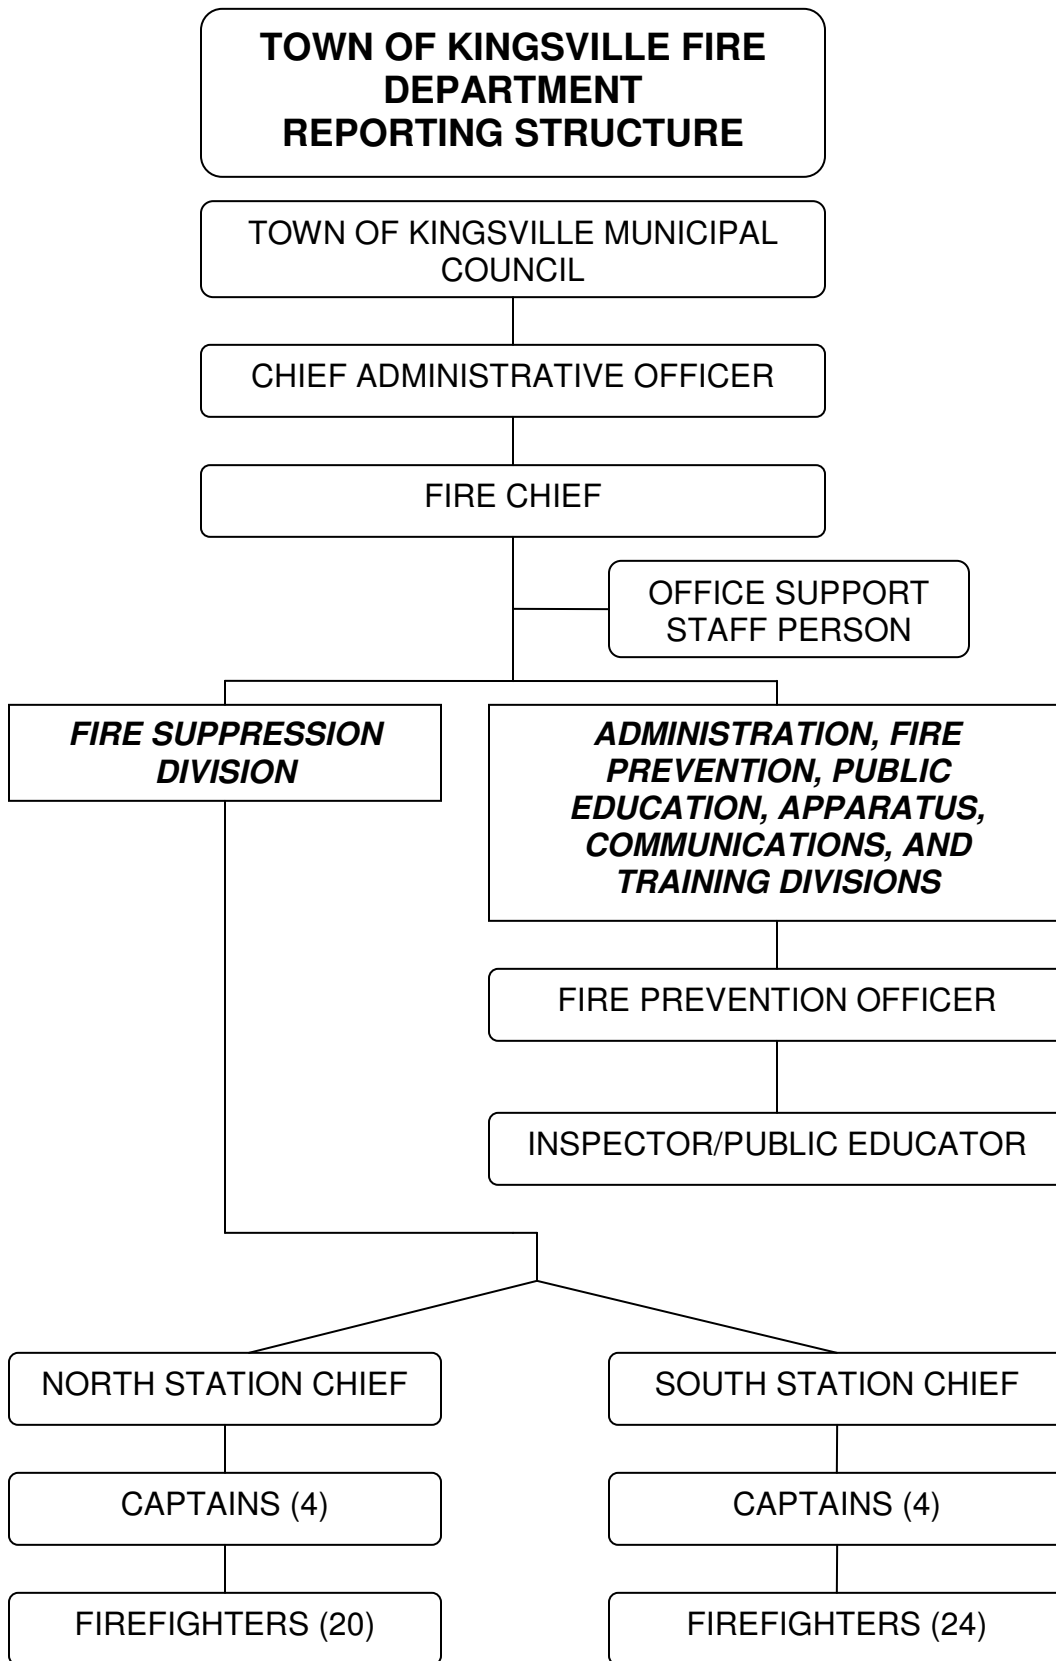 TOWN OF KINGSVILLE FIRE
DEPARTMENT
REPORTING STRUCTURE
TOWN OF KINGSVILLE MUNICIPAL
COUNCIL
CHIEF ADMINISTRATIVE OFFICER
FIRE CHIEF
OFFICE SUPPORT
STAFF PERSON
FIRE SUPPRESSION
DIVISION
ADMINISTRATION, FIRE
PREVENTION, PUBLIC
EDUCATION, APPARATUS,
COMMUNICATIONS, AND
TRAINING DIVISIONS
FIRE PREVENTION OFFICER
INSPECTOR/PUBLIC EDUCATOR
NORTH STATION CHIEF
SOUTH STATION CHIEF
CAPTAINS (4)
CAPTAINS (4)
FIREFIGHTERS (20)
FIREFIGHTERS (24)